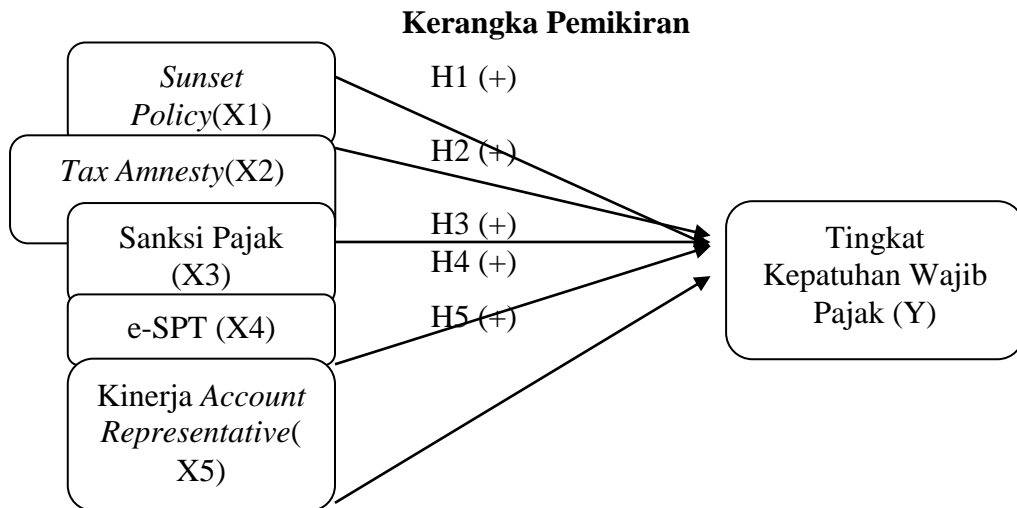 Kerangka Pemikiran
Sunset
Policy(X1)
H1 (+)
Tax Amnesty(X2)
H2 (+)
Sanksi Pajak
(X3)
H3 (+)
H4 (+)
e-SPT (X4)
H5 (+)
Kinerja Account
Representative(
X5)
Tingkat
Kepatuhan Wajib
Pajak (Y)